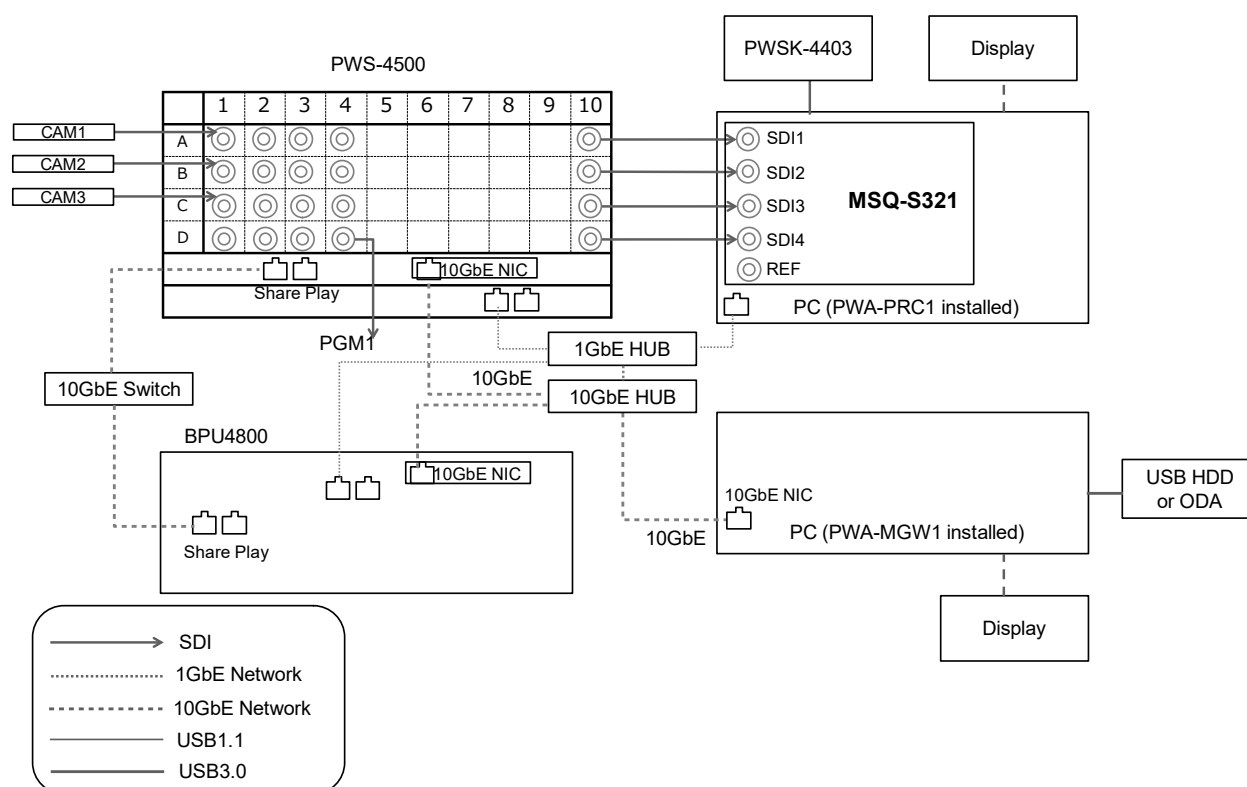 PWS-4500
1 2 3 4 5 6 7 8 9 10
A
B
C
D
CAM1
CAM2
CAM3
Share Play
10GbE NIC
PGM1
PWSK-4403
Display
SDI1
SDI2
SDI3
SDI4
REF
MSQ-S321
PC (PWA-PRC1 installed)
1GbE HUB
10GbE
10GbE HUB
10GbE Switch
BPU4800
10GbE NIC
Share Play
10GbE NIC
10GbE
PC (PWA-MGW1 installed)
USB HDD
or ODA
Display
SDI
1GbE Network
10GbE Network
USB1.1
USB3.0